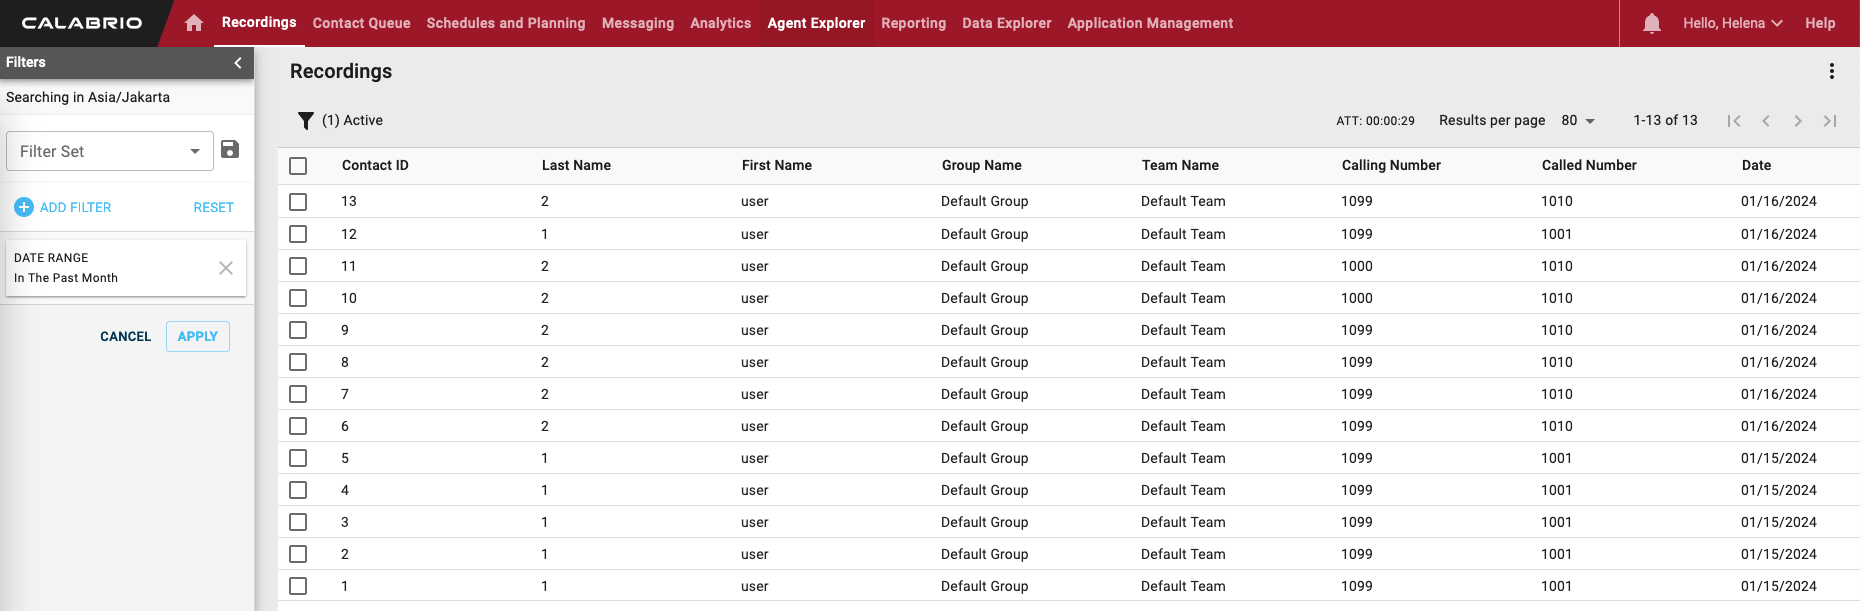 CALABRIO Recordings Contact Queue Schedules and Planning Messaging Analytics Agent Explorer Reporting Data Explorer Application Management Hello, Helena Help
Filters
Searching in Asia/Jakarta
Filter Set
ADD FILTER RESET
DATE RANGE
In The Past Month
CANCEL APPLY
Recordings
(1) Active ATT: 00:00:29 Results per page 80 1-13 of 13
Contact ID Last Name First Name Group Name Team Name Calling Number Called Number Date
13 2 user Default Group Default Team 1099 1010 01/16/2024
12 1 user Default Group Default Team 1099 1001 01/16/2024
11 2 user Default Group Default Team 1000 1010 01/16/2024
10 2 user Default Group Default Team 1000 1010 01/16/2024
9 2 user Default Group Default Team 1099 1010 01/16/2024
8 2 user Default Group Default Team 1099 1010 01/16/2024
7 2 user Default Group Default Team 1099 1010 01/16/2024
6 2 user Default Group Default Team 1099 1010 01/16/2024
5 1 user Default Group Default Team 1099 1001 01/15/2024
4 1 user Default Group Default Team 1099 1001 01/15/2024
3 1 user Default Group Default Team 1099 1001 01/15/2024
2 1 user Default Group Default Team 1099 1001 01/15/2024
1 1 user Default Group Default Team 1099 1001 01/15/2024